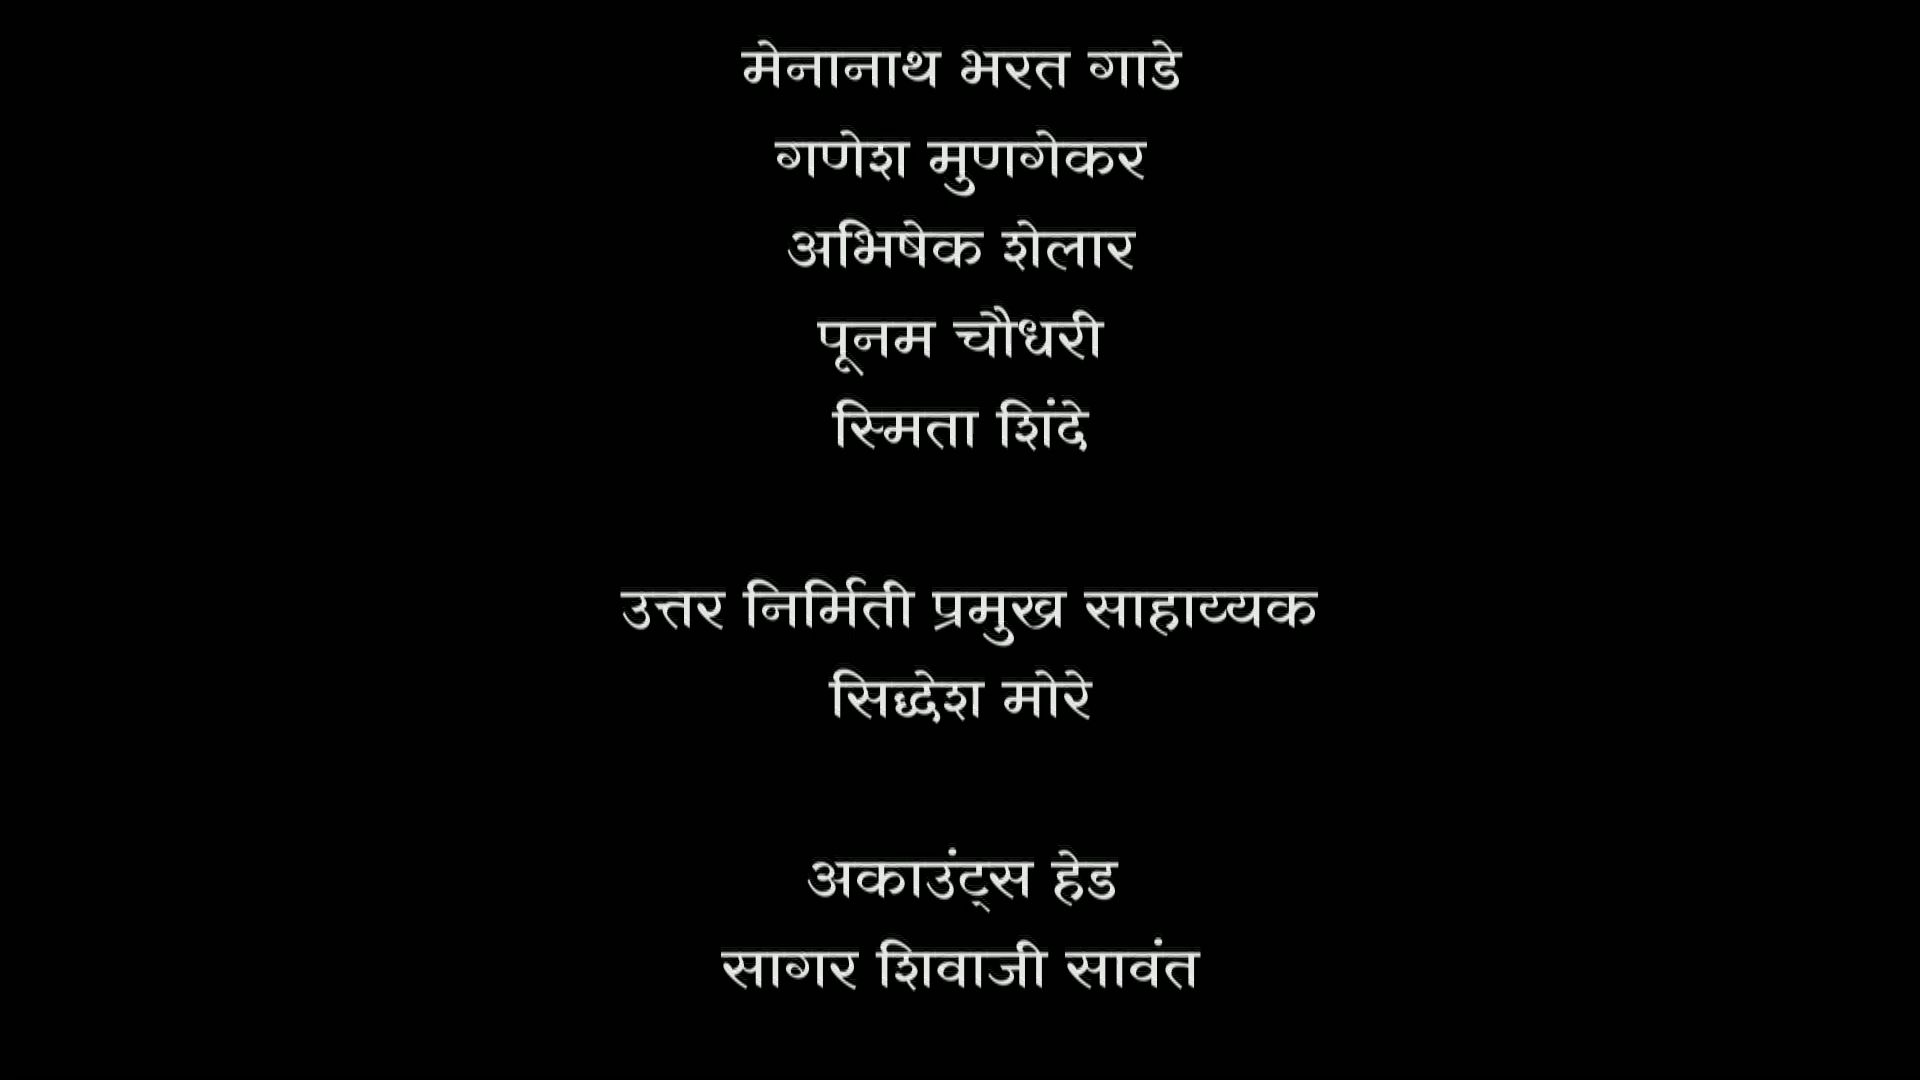 मेनानाथ भरत गाडे
गणेश मुणगेकर
अभिषेक शेलार
पूनम चौधरी
स्मिता शिंदे
उत्तर निर्मिती प्रमुख साहाय्यक
सिद्धेश मोरे
अकाउंट्स हेड
सागर शिवाजी सावंत